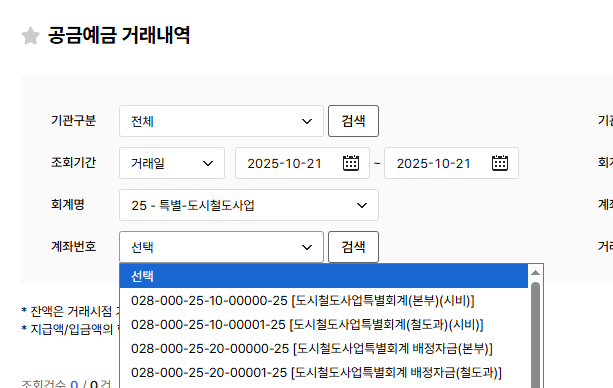 공금예금 거래내역
기관구분 전체 검색
조회기간 거래일 2025-10-21 ~ 2025-10-21
회계명 25 - 특별-도시철도사업
계좌번호 선택 검색
선택
028-000-25-10-00000-25 [도시철도사업특별회계(본부)(시비)]
* 잔액은 거래시점
028-000-25-10-00001-25 [도시철도사업특별회계(철도과)(시비)]
* 지급액/입금액의
028-000-25-20-00000-25 [도시철도사업특별회계 배정자금(본부)]
028-000-25-20-00001-25 [도시철도사업특별회계 배정자금(철도과)]
조회건수 0 / 0 건